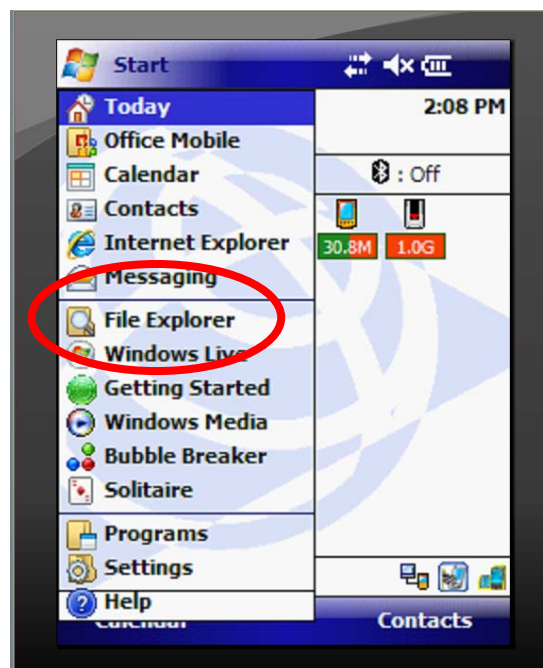 Start
Today
2:08 PM
Office Mobile
Calendar
: Off
Contacts
Internet Explorer
30.8M 1.0G
Messaging
File Explorer
Windows Live
Getting Started
Windows Media
Bubble Breaker
Solitaire
Programs
Settings
Help
Calendar
Contacts